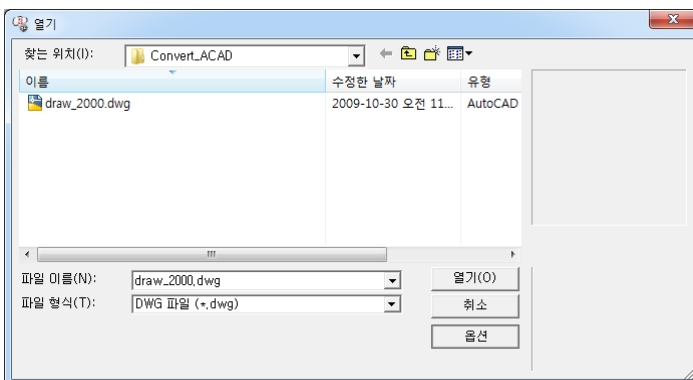 열기
찾는 위치(I):
Convert_ACAD
이름
수정한 날짜
유형
draw_2000.dwg
2009-10-30 오전 11...
AutoCAD
파일 이름(N):
draw_2000.dwg
열기(O)
파일 형식(T):
DWG 파일 (*.dwg)
취소
옵션